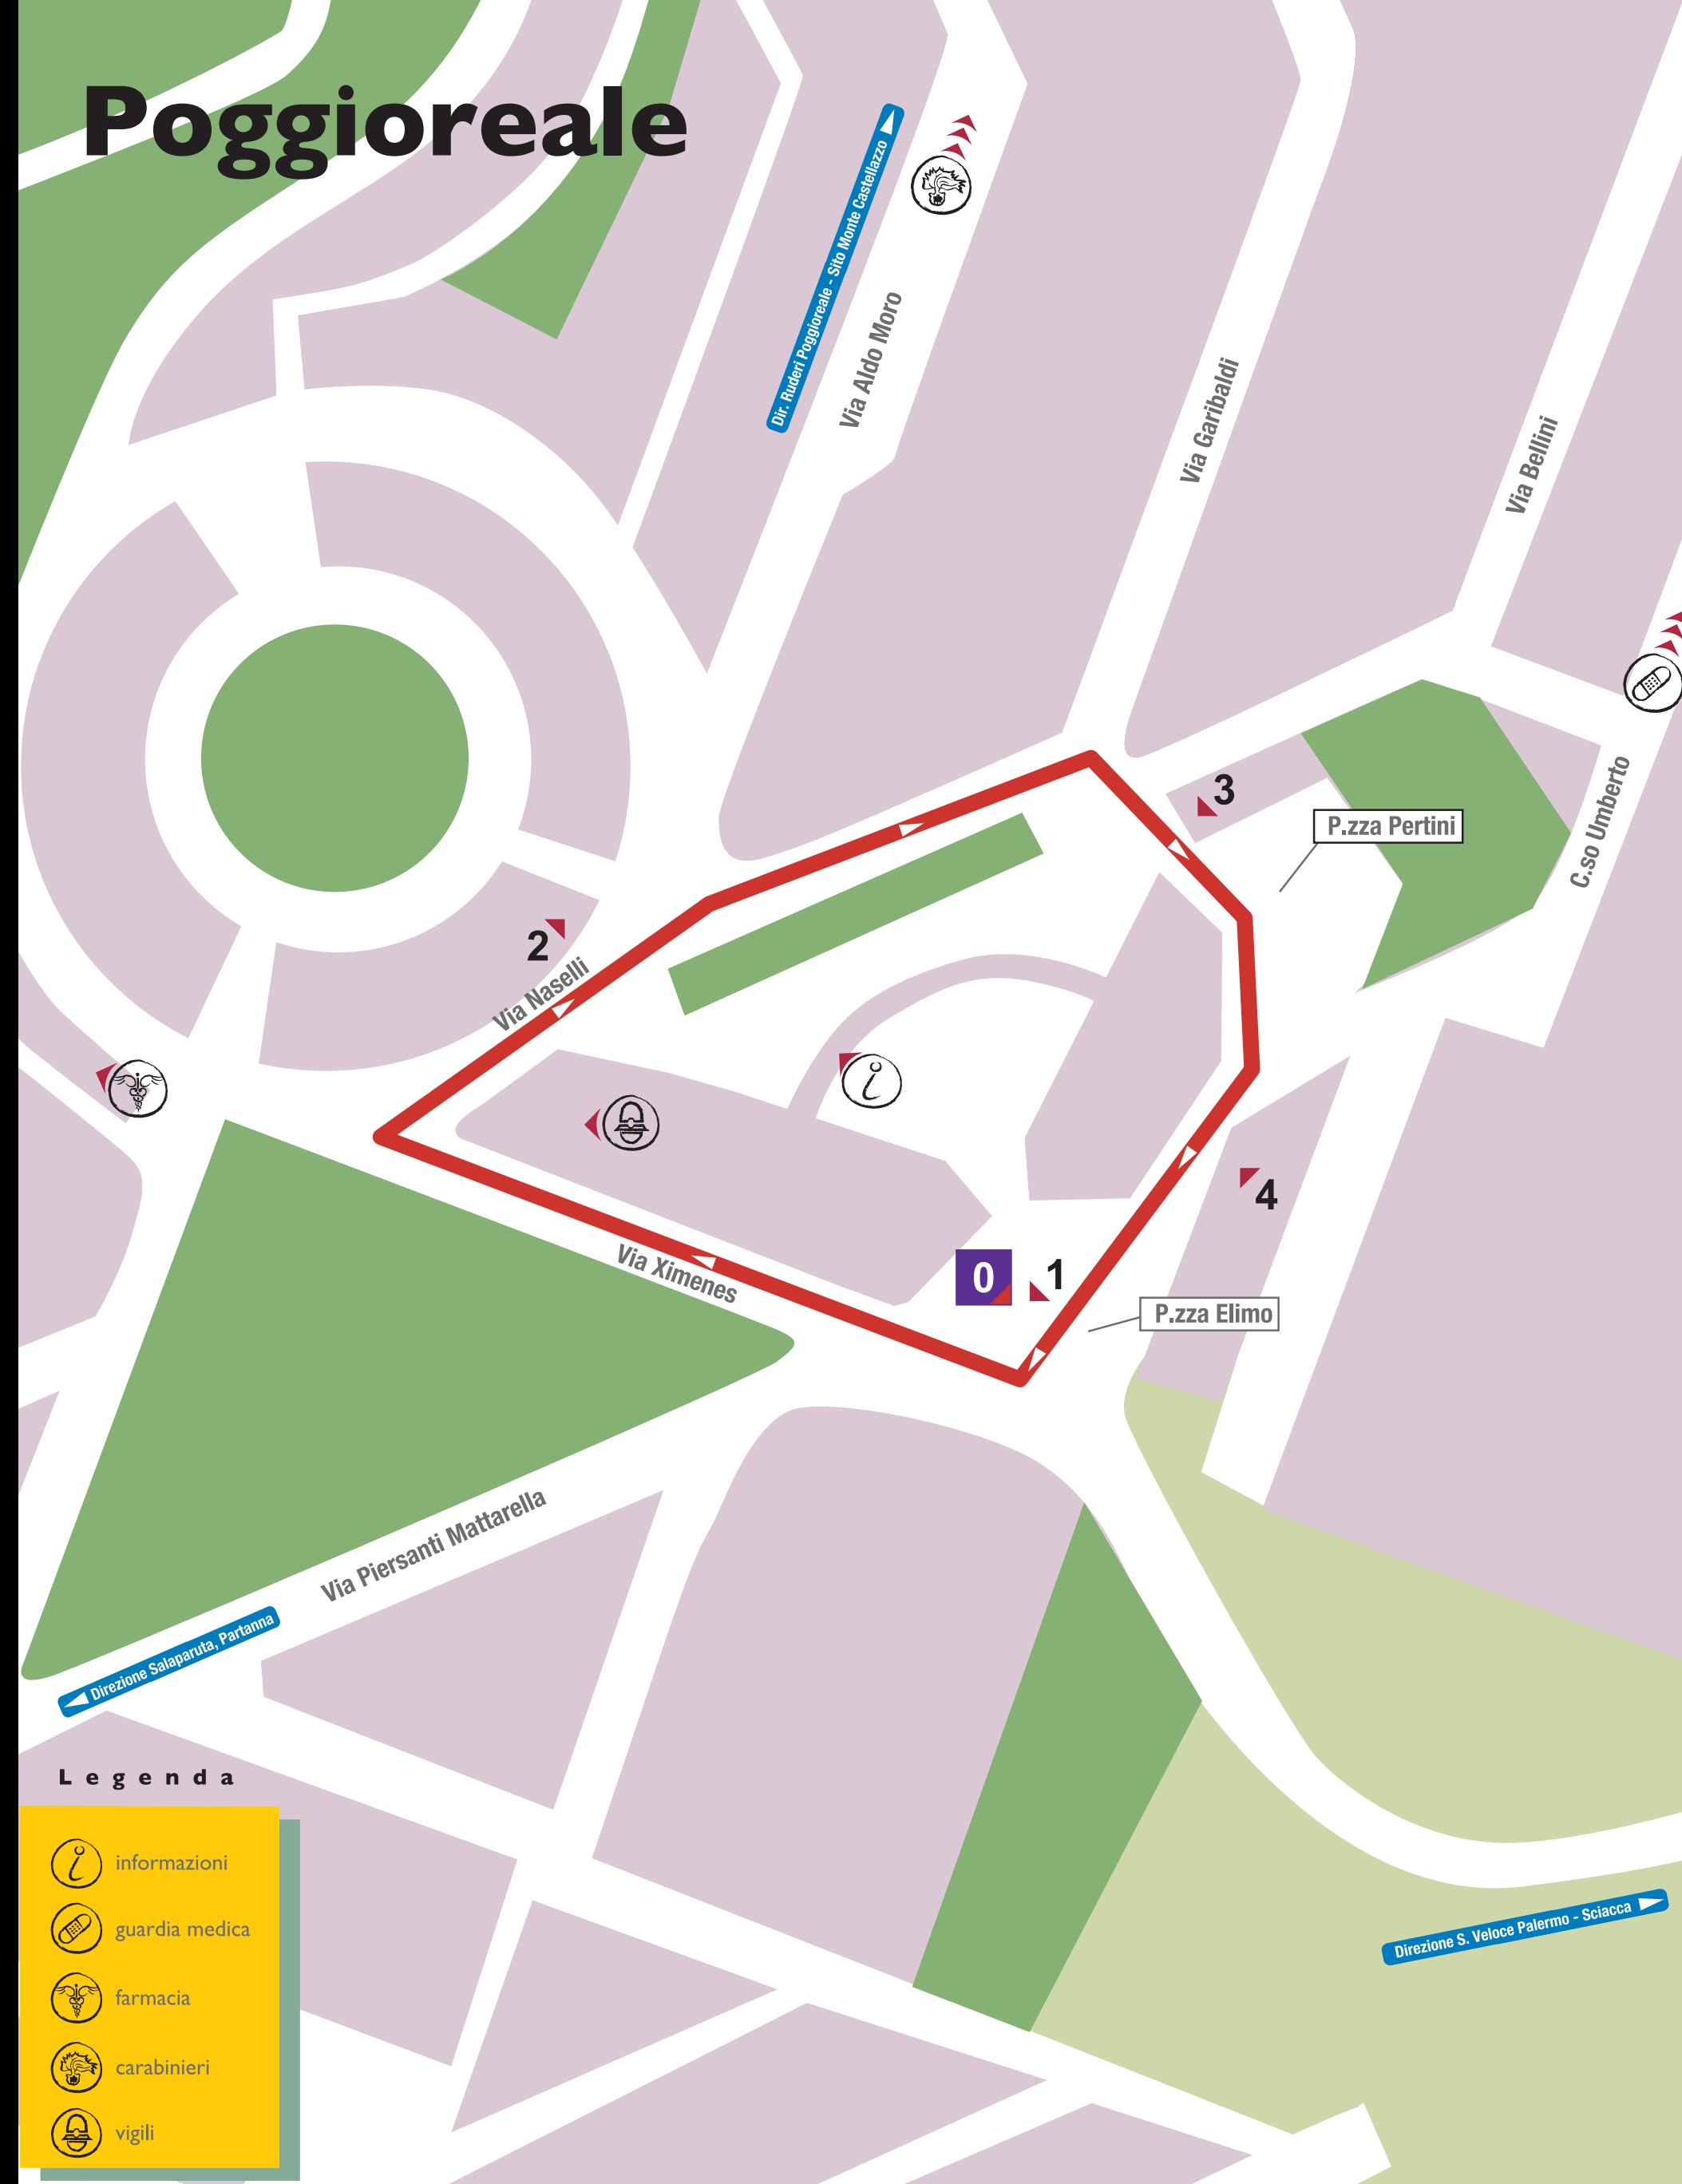 Poggioreale
Dir. Ruderi Poggioreale - Sito Monte Castellazzo
Via Aldo Moro
Via Garibaldi
Via Bellini
3
P.zza Pertini
C.so Umberto
2
Via Naselli
4
Via Ximenes
0
1
P.zza Elimo
Via Piersanti Mattarella
Direzione Salaparuta, Partanna
Legenda
informazioni
guardia medica
farmacia
carabinieri
vigili
Direzione S. Veloce Palermo - Sciacca